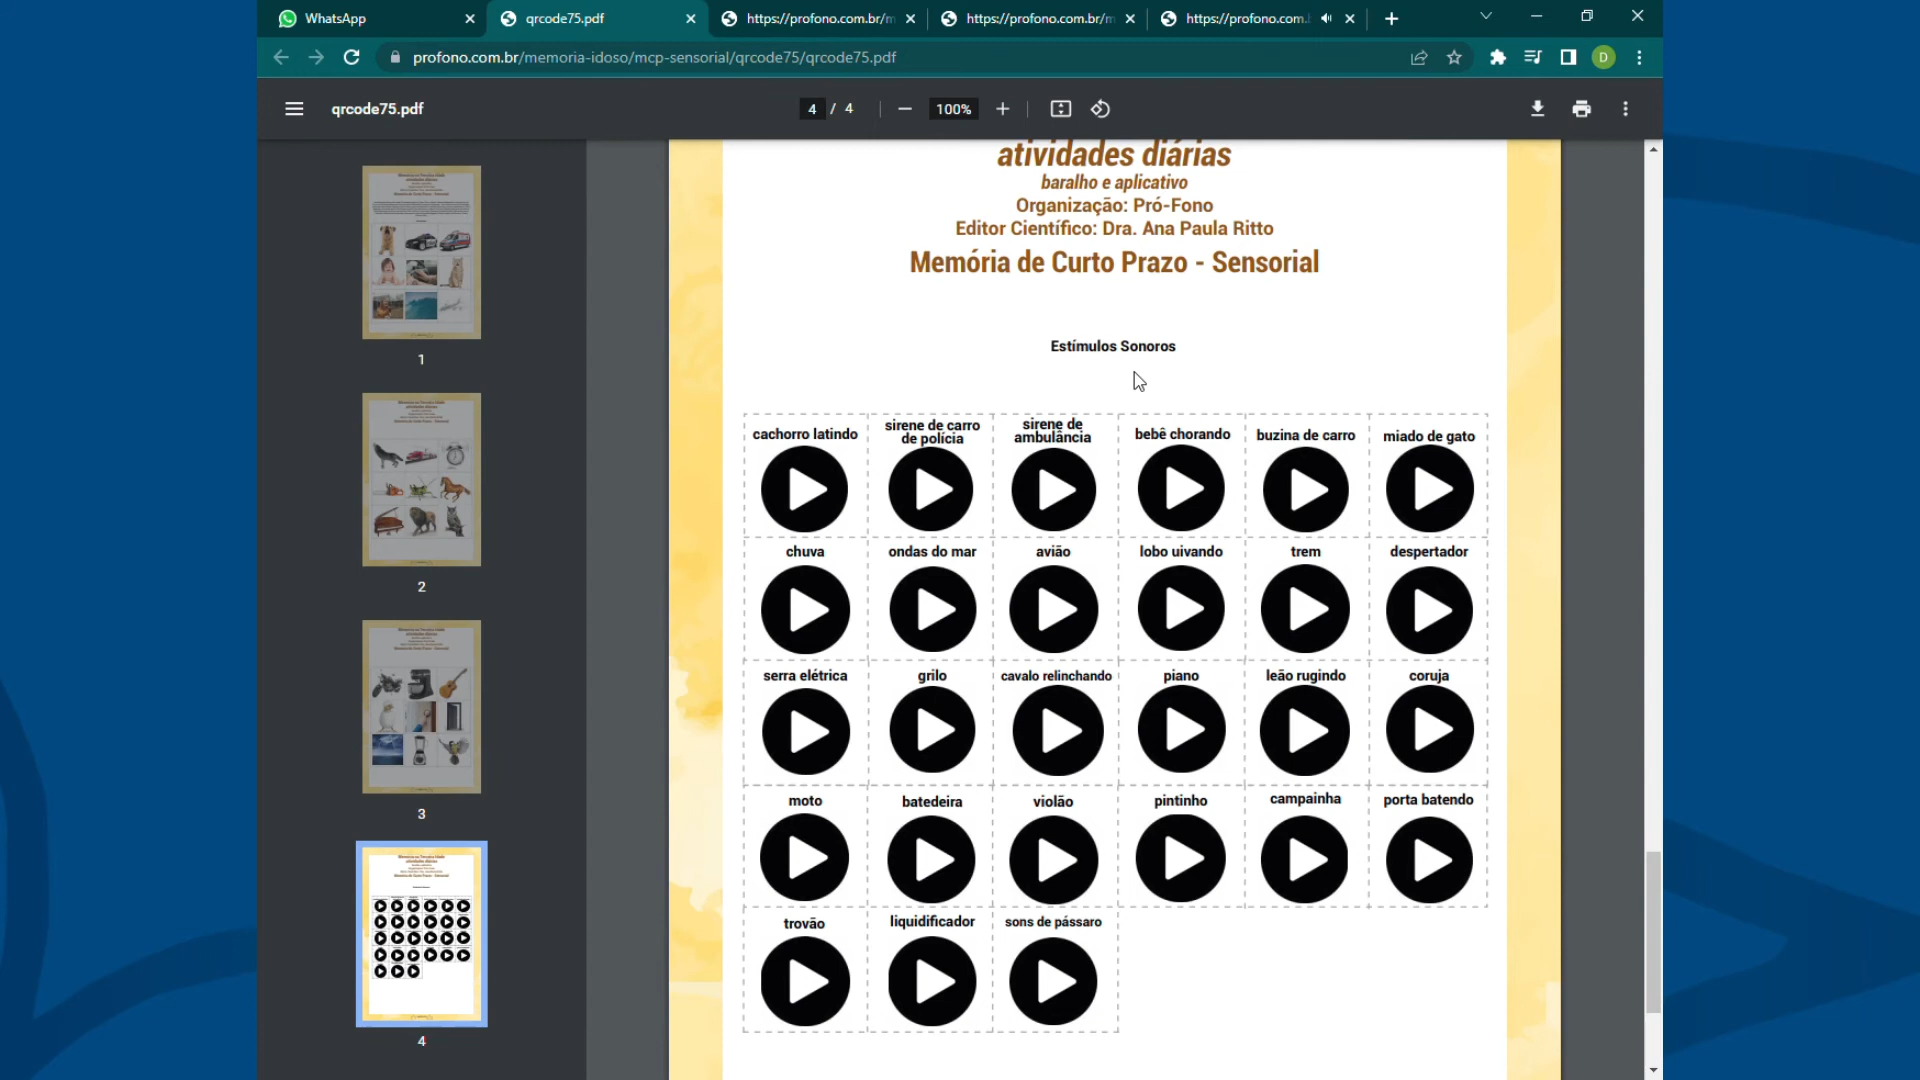 WhatsApp
qrcode75.pdf
https://profono.com.br/m
https://profono.com.br/m
https://profono.com.
D
profono.com.br/memoria-idoso/mcp-sensorial/qrcode75/qrcode75.pdf
qrcode75.pdf
4 / 4
100%
1
2
3
4
atividades diárias
baralho e aplicativo
Organização: Pró-Fono
Editor Científico: Dra. Ana Paula Ritto
Memória de Curto Prazo - Sensorial
Estímulos Sonoros
cachorro latindo
sirene de carro
de polícia
sirene de
ambulância
bebê chorando
buzina de carro
miado de gato
chuva
ondas do mar
avião
lobo uivando
trem
despertador
serra elétrica
grilo
cavalo relinchando
piano
leão rugindo
coruja
moto
batedeira
violão
pintinho
campainha
porta batendo
trovão
liquidificador
sons de pássaro